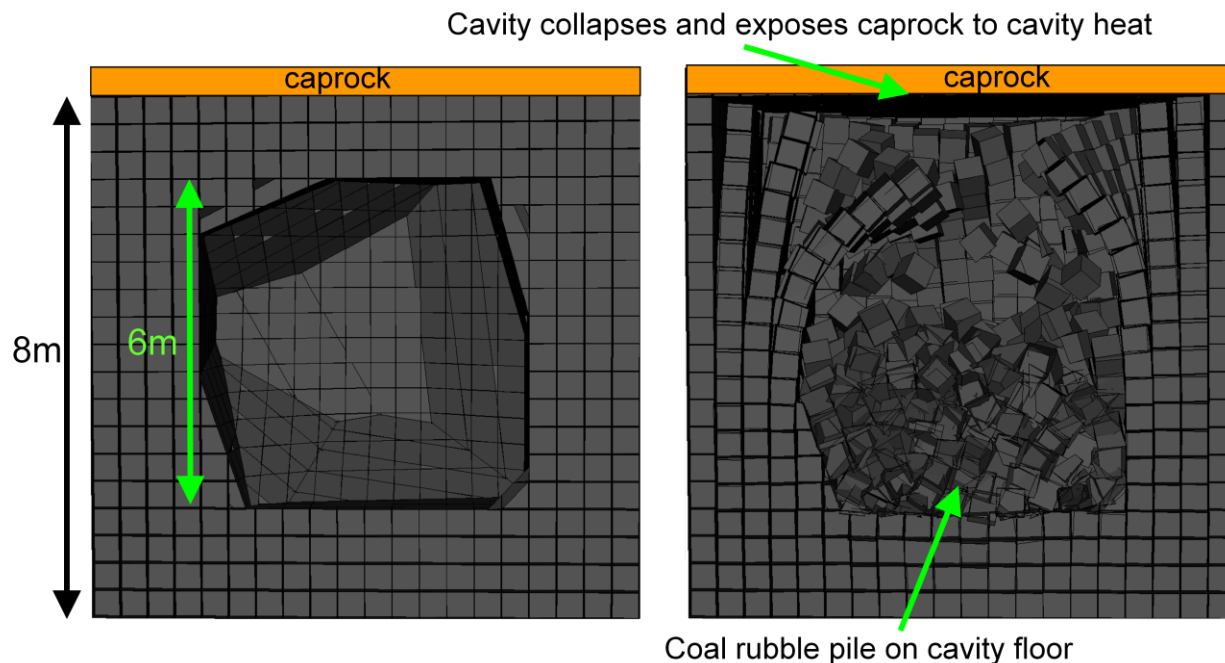 Cavity collapses and exposes caprock to cavity heat
caprock
caprock
8m
6m
Coal rubble pile on cavity floor